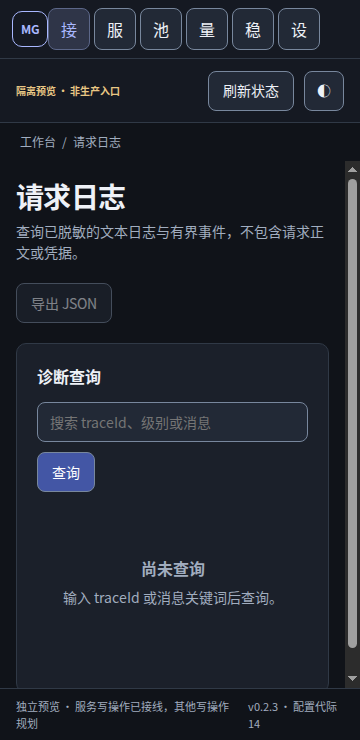 MG 接 服 池 量 稳 设
隔离预览 · 非生产入口 刷新状态
工作台 / 请求日志
请求日志
查询已脱敏的文本日志与有界事件，不包含请求正
文或凭据。
导出 JSON
诊断查询
搜索 traceId、级别或消息
查询
尚未查询
输入 traceId 或消息关键词后查询。
独立预览 · 服务写操作已接线，其他写操作
规划
v0.2.3 · 配置代际
14